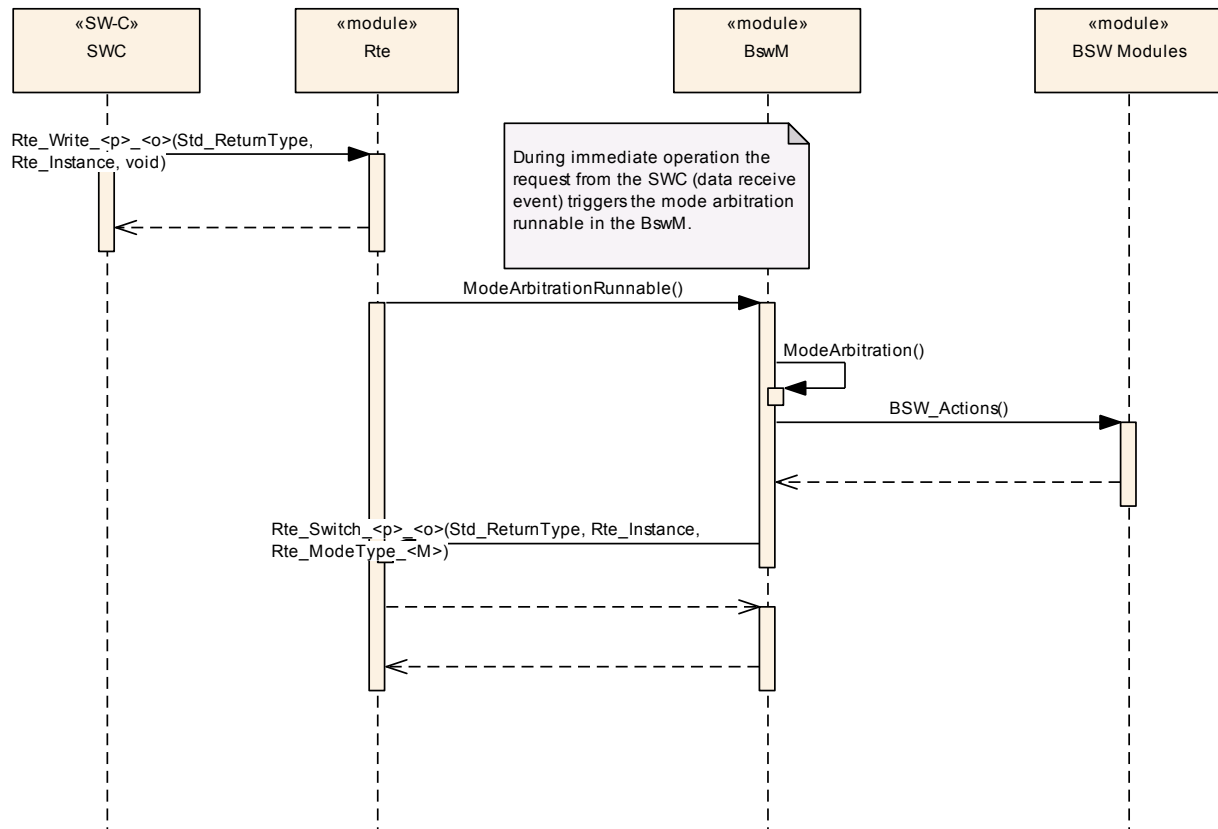 «SW-C»
SWC
«module»
Rte
«module»
BswM
«module»
BSW Modules
Rte_Write_<p>_<o>(Std_ReturnType,
Rte_Instance, void)
During immediate operation the
request from the SWC (data receive
event) triggers the mode arbitration
runnable in the BswM.
ModeArbitrationRunnable()
ModeArbitration()
BSW_Actions()
Rte_Switch_<p>_<o>(Std_ReturnType, Rte_Instance,
Rte_ModeType_<M>)